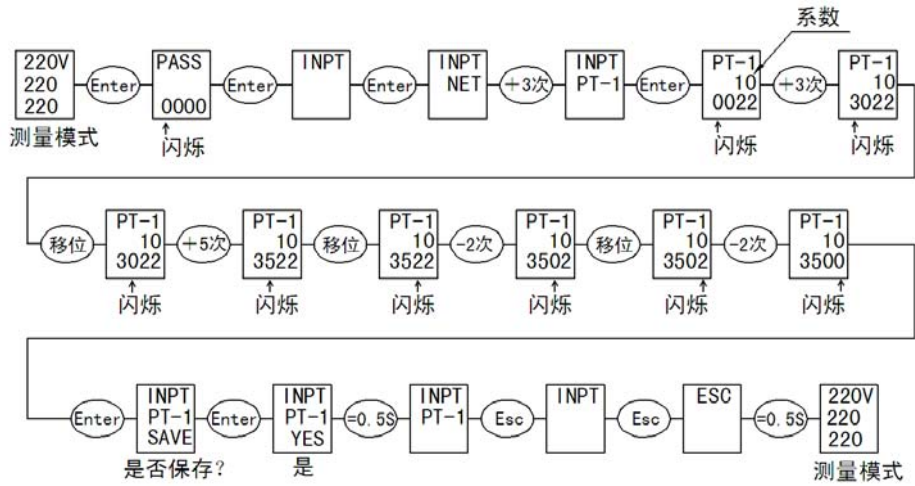 系数
220V
220
220
Enter
PASS
0000
Enter
INPT
Enter
INPT
NET
+3次
INPT
PT-1
Enter
PT-1
10
0022
+3次
PT-1
10
3022
测量模式
闪烁
闪烁
闪烁
移位
PT-1
10
3022
+5次
PT-1
10
3522
移位
PT-1
10
3522
-2次
PT-1
10
3502
移位
PT-1
10
3502
-2次
PT-1
10
3500
闪烁
闪烁
闪烁
闪烁
闪烁
闪烁
Enter
INPT
PT-1
SAVE
Enter
INPT
PT-1
YES
=0.5S
INPT
PT-1
Esc
INPT
Esc
ESC
=0.5S
220V
220
220
是否保存?
是
测量模式